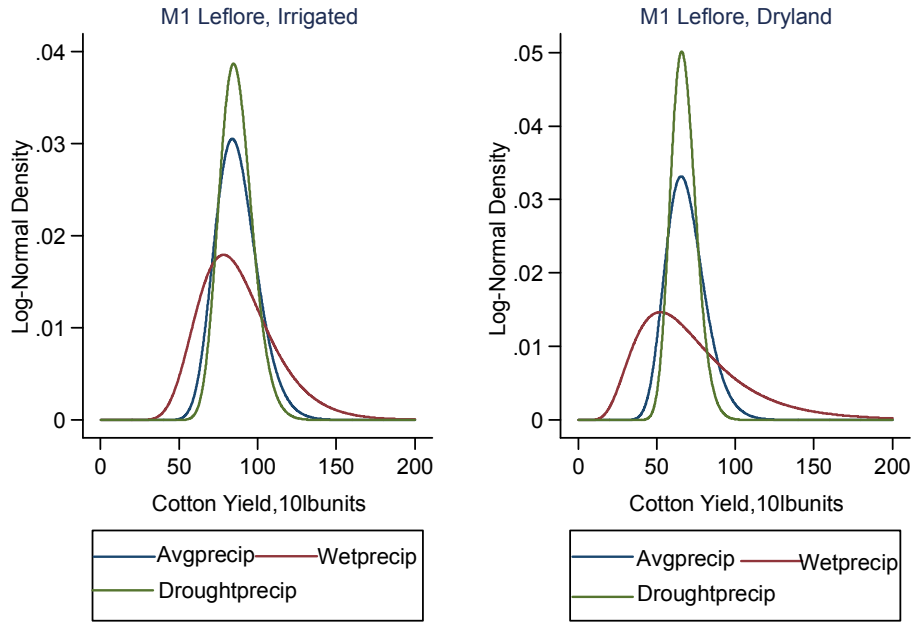 M1 Leflore, Irrigated
.04
.03
.02
.01
0
Log-Normal Density
0 50 100 150 200
Cotton Yield,10lbunits
Avgprecip Wetprecip
Droughtprecip
M1 Leflore, Dryland
.05
.04
.03
.02
.01
0
Log-Normal Density
0 50 100 150 200
Cotton Yield,10lbunits
Avgprecip Wetprecip
Droughtprecip